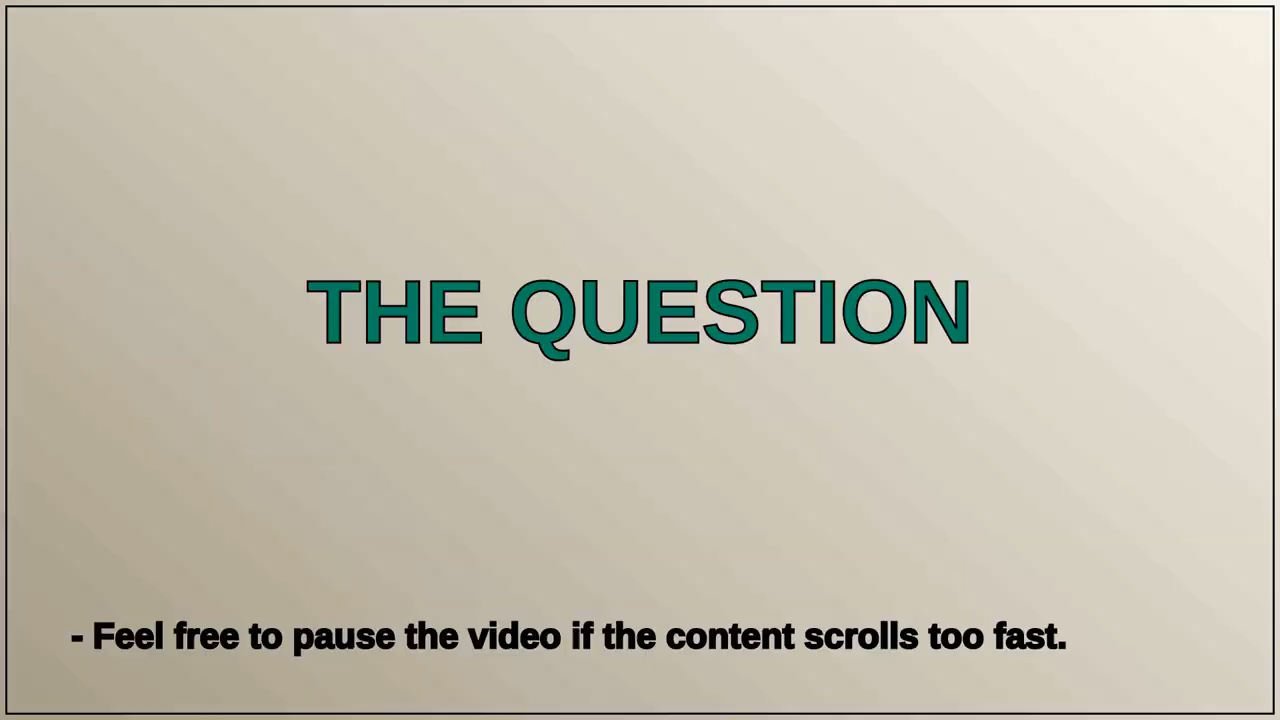 THE QUESTION
- Feel free to pause the video if the content scrolls too fast.